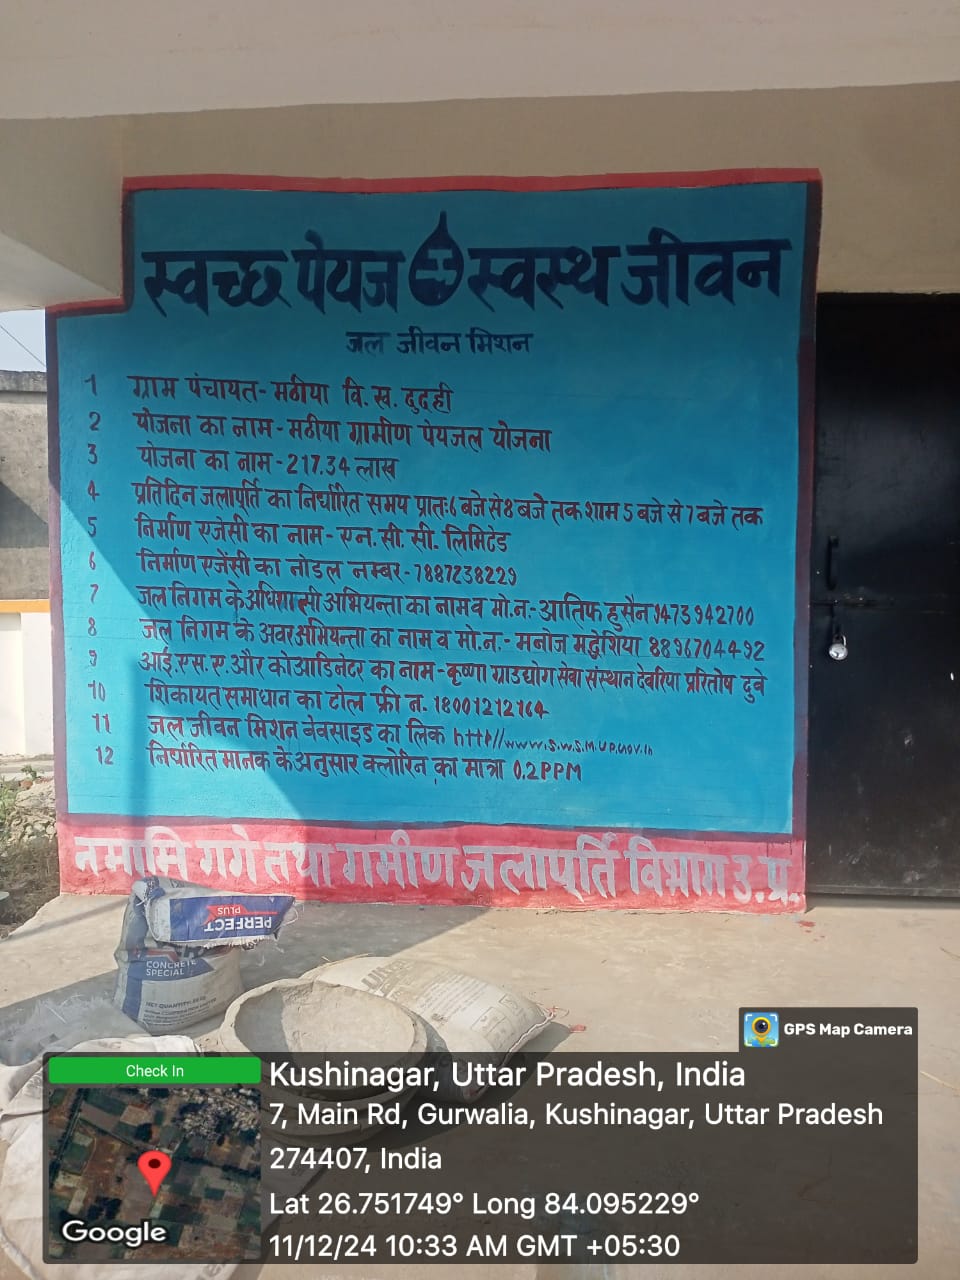 स्वच्छ पेयज स्वस्थ जीवन
जल जीवन मिशन
1 ग्राम पंचायत- मठीया वि. ख. दुदही
2 योजना का नाम - मठीया ग्रामीण पेयजल योजना
3 योजना का नाम - 217.34 लाख
4 प्रतिदिन जलापूर्ति का निर्धारित समय प्रातः 6 बजे से 8 बजे तक शाम 5 बजे से 7 बजे तक
5 निर्माण एजेसी का नाम - एन. सी. सी. लिमिटेड
6 निर्माण एजेंसी का नोडल नम्बर - 7887238229
7 जल निगम के अभियन्ता का नाम व मो.न.- आतिफ हुसैन 9473942700
8 जल निगम के अवर अभियन्ता का नाम व मो.न.- मनोज मद्धेशिया 8896704492
9 आई.एस.ए. और कोआडिनेटर का नाम - कृष्णा सेवा संस्थान देवरिया दुबे
10 शिकायत समाधान का टोल फ्री न. 18001212164
11 जल जीवन मिशन वेवसाइड का लिक http//www.S.W.S.M.UP.Gov.in
12 निर्धारित मानक के अनुसार क्लोरिन का मात्रा 0.2PPM
नमामि गगे तथा गमीण जलापूर्ति विभाग उ.प्र.
PERFECT
PLUS
CONCRETE
SPECIAL
GPS Map Camera
Check In
Kushinagar, Uttar Pradesh, India
7, Main Rd, Gurwalia, Kushinagar, Uttar Pradesh
274407, India
Lat 26.751749° Long 84.095229°
11/12/24 10:33 AM GMT +05:30
Google